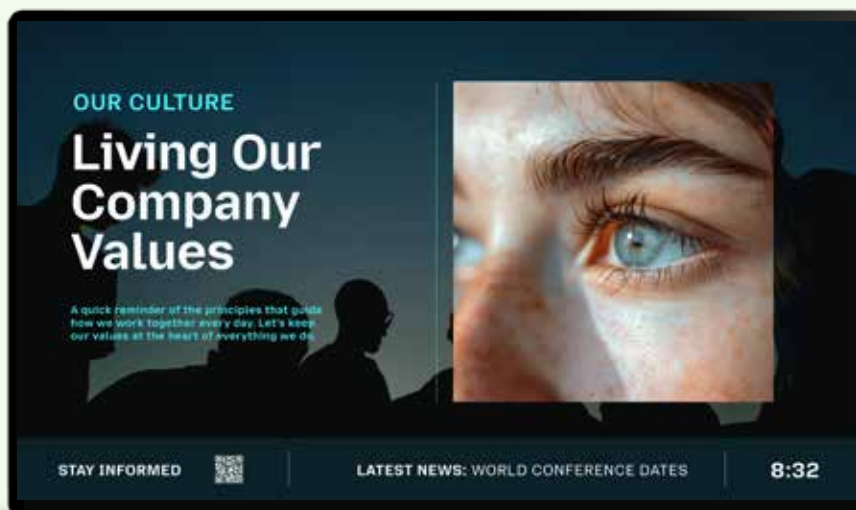 OUR CULTURE
Living Our
Company
Values
A quick reminder of the principles that guide
how we work together every day. Let's keep
our values at the heart of everything we do.
STAY INFORMED
LATEST NEWS: WORLD CONFERENCE DATES
8:32